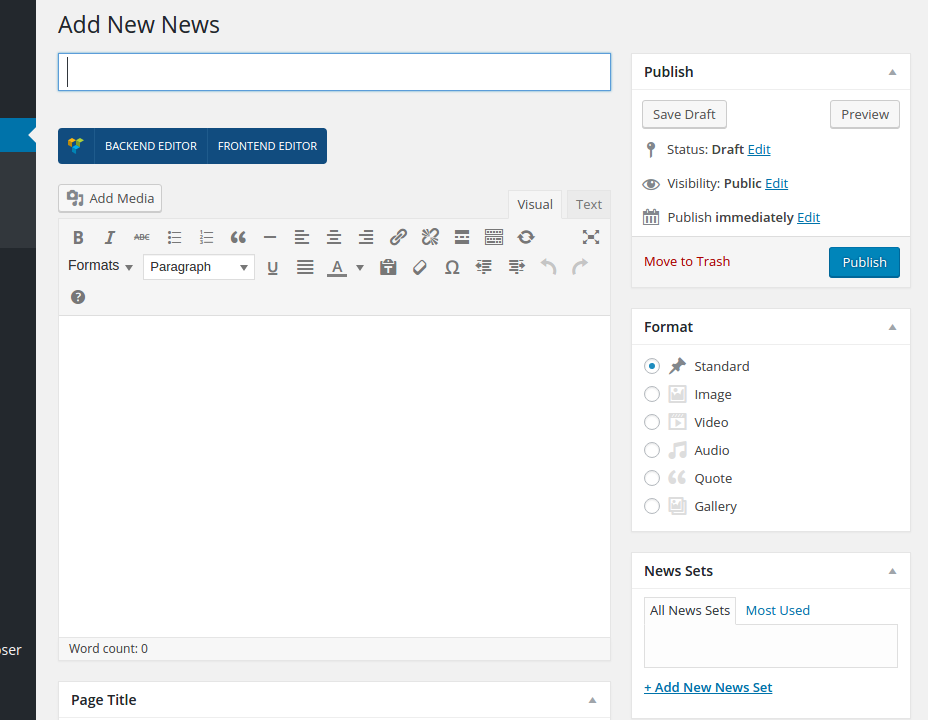 Add New News
BACKEND EDITOR FRONTEND EDITOR
Add Media
Visual Text
B I ABC
Formats Paragraph U A Ω
?
Word count: 0
Page Title
Publish
Save Draft Preview
Status: Draft Edit
Visibility: Public Edit
Publish immediately Edit
Move to Trash Publish
Format
Standard
Image
Video
Audio
Quote
Gallery
News Sets
All News Sets Most Used
+ Add New News Set
oser